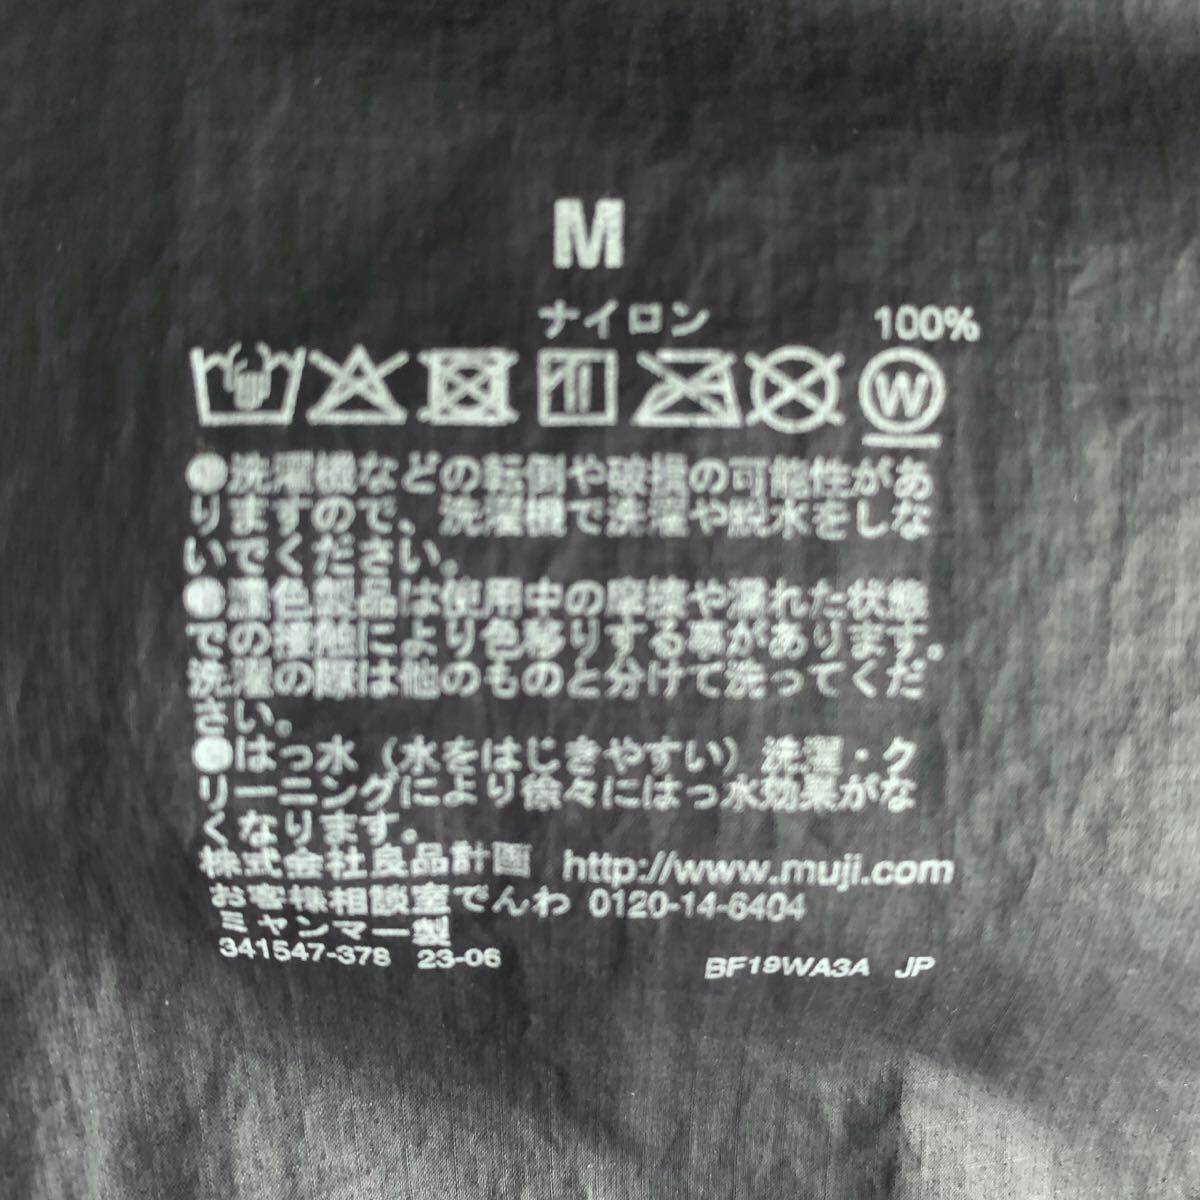 M
ナイロン 100%
W
●洗濯機などの転倒や破損の可能性があ
りますので、洗濯機で洗濯や脱水をしな
いでください。
●濃色製品は使用中の摩擦や濡れた状態
での接触により色移りする事があります。
洗濯の際は他のものと分けて洗ってくだ
さい。
●はっ水（水をはじきやすい）洗濯・ク
リーニングにより徐々にはっ水効果がな
くなります。
株式会社良品計画 http://www.muji.com
お客様相談室でんわ 0120-14-6404
ミャンマー製
341547-378 23-06 BF19WA3A JP